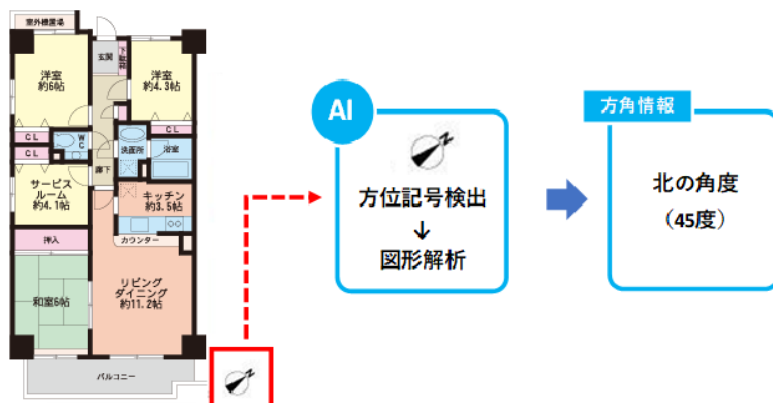 室外機置場
玄関
下駄箱
洋室
約6帖
洋室
約4.3帖
CL
CL
WC
洗面所
浴室
CL
廊下
サービス
ルーム
約4.1帖
キッチン
約3.5帖
カウンター
押入
和室6帖
リビング
ダイニング
約11.2帖
バルコニー
N
AI
N
方位記号検出
↓
図形解析
方角情報
北の角度
（45度）